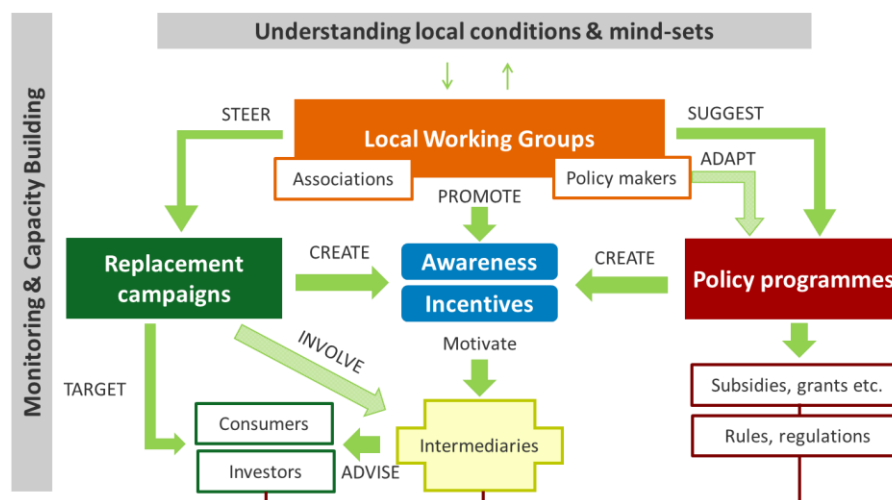 Understanding local conditions & mind-sets
Monitoring & Capacity Building
STEER
SUGGEST
Local Working Groups
ADAPT
Associations
Policy makers
PROMOTE
Replacement
campaigns
CREATE
Awareness
Incentives
CREATE
Policy programmes
INVOLVE
Motivate
TARGET
Subsidies, grants etc.
Consumers
Intermediaries
Rules, regulations
Investors
ADVISE